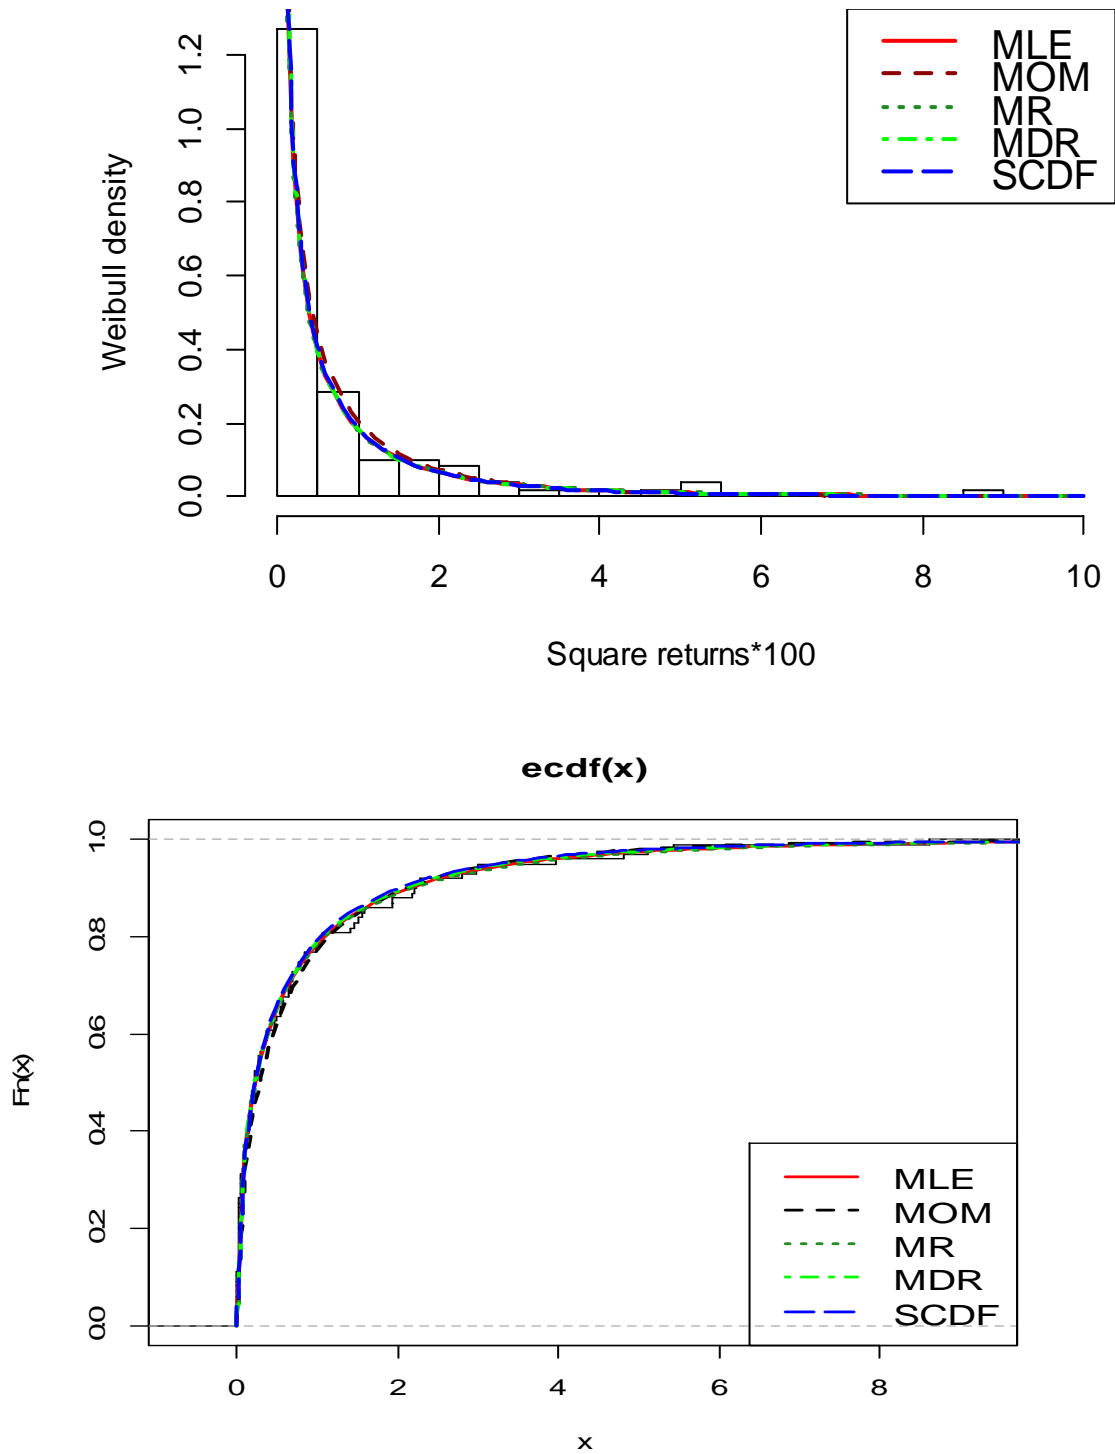 MLE
MOM
MR
MDR
SCDF
Weibull density
1.2
1.0
0.8
0.6
0.4
0.2
0.0
0 2 4 6 8 10
Square returns*100
ecdf(x)
Fn(x)
1.0
0.8
0.6
0.4
0.2
0.0
MLE
MOM
MR
MDR
SCDF
0 2 4 6 8
x